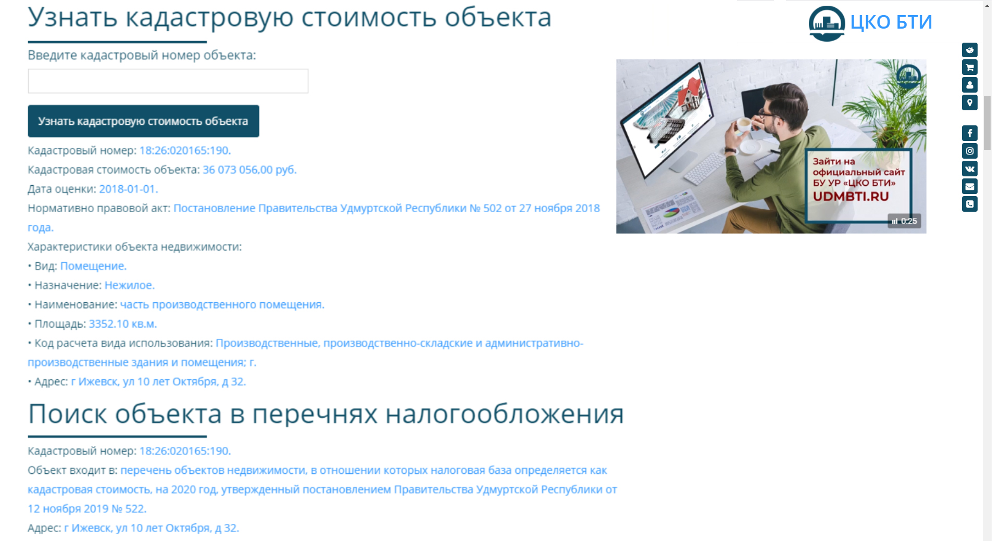 Узнать кадастровую стоимость объекта
ЦКО БТИ
Введите кадастровый номер объекта:
Узнать кадастровую стоимость объекта
Кадастровый номер: 18:26:020165:190.
Кадастровая стоимость объекта: 36 073 056,00 руб.
Дата оценки: 2018-01-01.
Нормативно правовой акт: Постановление Правительства Удмуртской Республики № 502 от 27 ноября 2018
года.
Характеристики объекта недвижимости:
• Вид: Помещение.
• Назначение: Нежилое.
• Наименование: часть производственного помещения.
• Площадь: 3352.10 кв.м.
• Код расчета вида использования: Производственные, производственно-складские и административно-
производственные здания и помещения; г.
• Адрес: г Ижевск, ул 10 лет Октября, д 32.
Зайти на
официальный сайт
БУ УР «ЦКО БТИ»
UDMBTI.RU
0:25
Поиск объекта в перечнях налогообложения
Кадастровый номер: 18:26:020165:190.
Объект входит в: перечень объектов недвижимости, в отношении которых налоговая база определяется как
кадастровая стоимость, на 2020 год, утвержденный постановлением Правительства Удмуртской Республики от
12 ноября 2019 № 522.
Адрес: г Ижевск, ул 10 лет Октября, д 32.